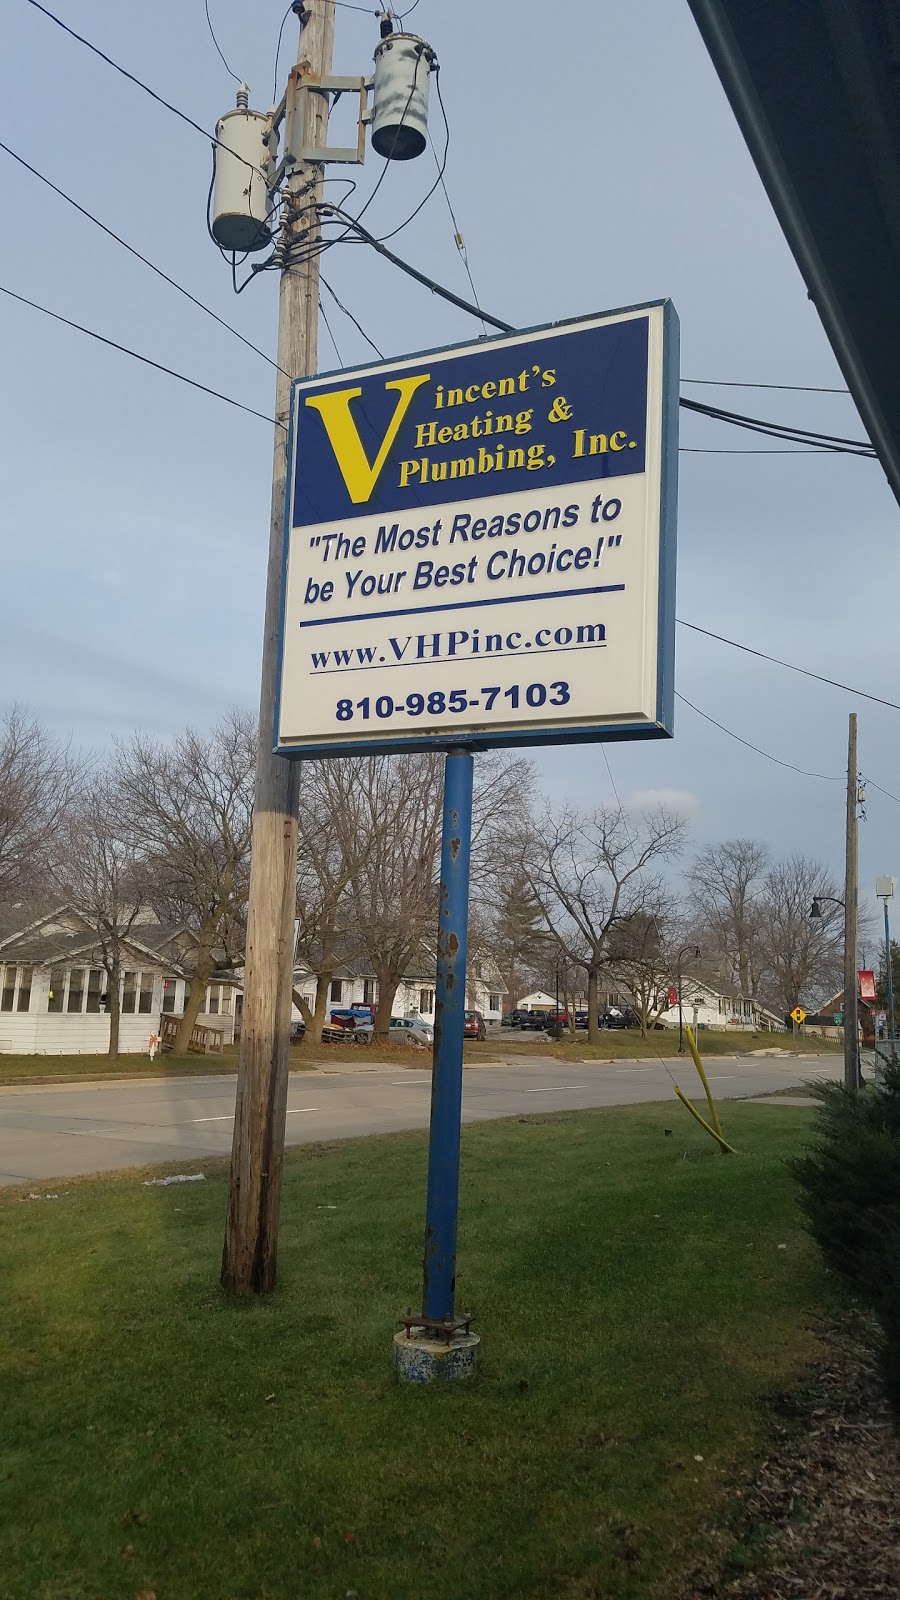 Vincent's
Heating &
Plumbing, Inc.
"The Most Reasons to
be Your Best Choice!"
www.VHPinc.com
810-985-7103